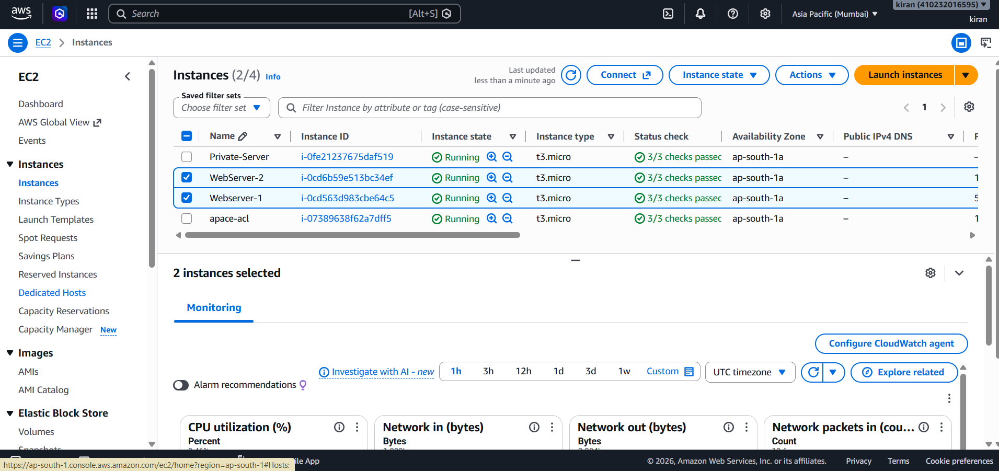 aws
Search
[Alt+S]
Asia Pacific (Mumbai)
kiran (410232016595)
kiran
EC2
Instances
EC2
Dashboard
AWS Global View
Events
Instances
Instances
Instance Types
Launch Templates
Spot Requests
Savings Plans
Reserved Instances
Dedicated Hosts
Capacity Reservations
Capacity Manager New
Images
AMIs
AMI Catalog
Elastic Block Store
Volumes
Snapshots
Instances (2/4) Info
Last updated
less than a minute ago
Connect
Instance state
Actions
Launch instances
Saved filter sets
Choose filter set
Filter Instance by attribute or tag (case-sensitive)
1
Name Instance ID Instance state Instance type Status check Availability Zone Public IPv4 DNS
Private-Server i-0fe21237675daf519 Running t3.micro 3/3 checks passed ap-south-1a –
WebServer-2 i-0cd6b59e513bc34ef Running t3.micro 3/3 checks passed ap-south-1a – 1
Webserver-1 i-0cd563d983cbe64c5 Running t3.micro 3/3 checks passed ap-south-1a – 5
apace-acl i-07389638f62a7dff5 Running t3.micro 3/3 checks passed ap-south-1a – 1
2 instances selected
Monitoring
Configure CloudWatch agent
Alarm recommendations
Investigate with AI - new
1h 3h 12h 1d 3d 1w Custom
UTC timezone
Explore related
CPU utilization (%)
Percent
Network in (bytes)
Bytes
Network out (bytes)
Bytes
Network packets in (cou...
Count
https://ap-south-1.console.aws.amazon.com/ec2/home?region=ap-south-1#Hosts:
ile App
© 2026, Amazon Web Services, Inc. or its affiliates.
Privacy
Terms
Cookie preferences